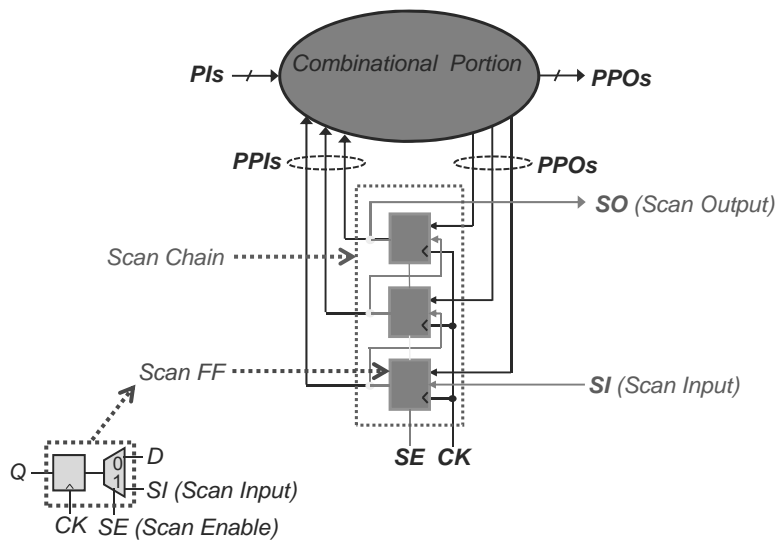 Combinational Portion
PIs
PPOs
PPIs
PPOs
SO (Scan Output)
Scan Chain
Scan FF
SI (Scan Input)
SE CK
Q
0
1
D
SI (Scan Input)
CK SE (Scan Enable)